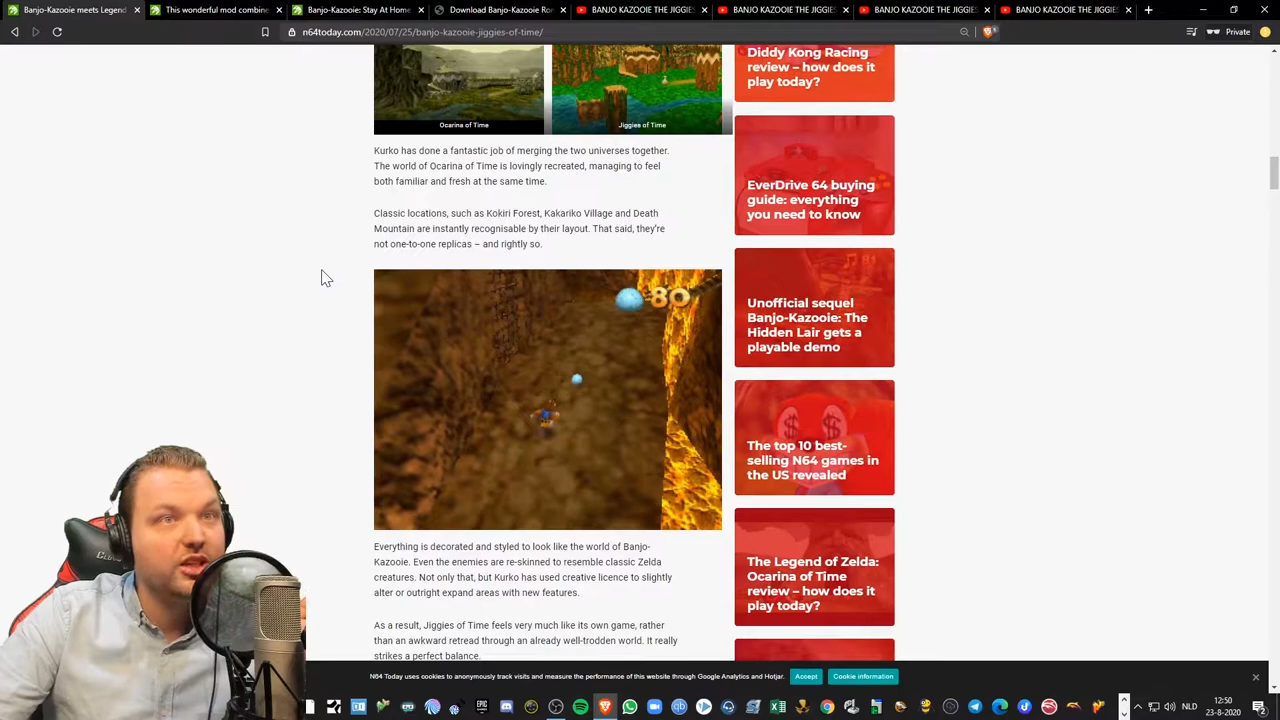 Banjo-Kazooie meets Legend
This wonderful mod combine
Banjo-Kazooie: Stay At Home
Downloaded beste Ron
BANJO KAZOOIE THE JIGGIES
BANJO KAZOOIE THE JIGGIES
BANJO KAZOOIE THE JIGGIES
BANJO KAZOOIE THE JIGGIES
n64today.com/2020/07/25/banjo-kazooie-jiggies-of-time/
Private
Ocarina of Time
Jiggies of Time
Kurko has done a fantastic job of merging the two universes together.
The world of Ocarina of Time is lovingly recreated, managing to feel
both familiar and fresh at the same time.
Classic locations, such as Kokiri Forest, Kakariko Village and Death
Mountain are instantly recognisable by their layout. That said, they're
not one-to-one replicas – and rightly so.
80
Everything is decorated and styled to look like the world of Banjo-
Kazooie. Even the enemies are re-skinned to resemble classic Zelda
creatures. Not only that, but Kurko has used creative licence to slightly
alter or outright expand areas with new features.
As a result, Jiggies of Time feels very much like its own game, rather
than an awkward retread through an already well-trodden world. It really
strikes a perfect balance.
Diddy Kong Racing
review – how does it
play today?
EverDrive 64 buying
guide: everything
you need to know
Unofficial sequel
Banjo-Kazooie: The
Hidden Lair gets a
playable demo
The top 10 best-
selling N64 games in
the US revealed
The Legend of Zelda:
Ocarina of Time
review – how does it
play today?
N64 Today uses cookies to anonymously track visits and measure the performance of this website through Google Analytics and Hotjar.
Accept
Cookie information
EPIC
NLD
12:50
23-8-2020